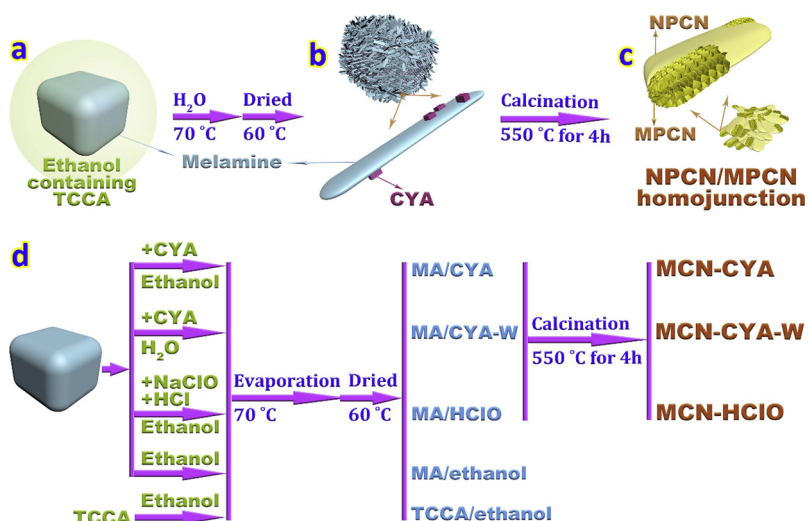 a
b
c
NPCN
MPCN
H2O
70 °C
Dried
60 °C
Calcination
550 °C for 4h
Ethanol
containing
TCCA
Melamine
CYA
NPCN/MPCN
homojunction
d
+CYA
Ethanol
+CYA
H2O
+NaClO
+HCl
Ethanol
Ethanol
TCCA
Ethanol
Evaporation
70 °C
Dried
60 °C
MA/CYA
MA/CYA-W
MA/HClO
MA/ethanol
TCCA/ethanol
Calcination
550 °C for 4h
MCN-CYA
MCN-CYA-W
MCN-HClO